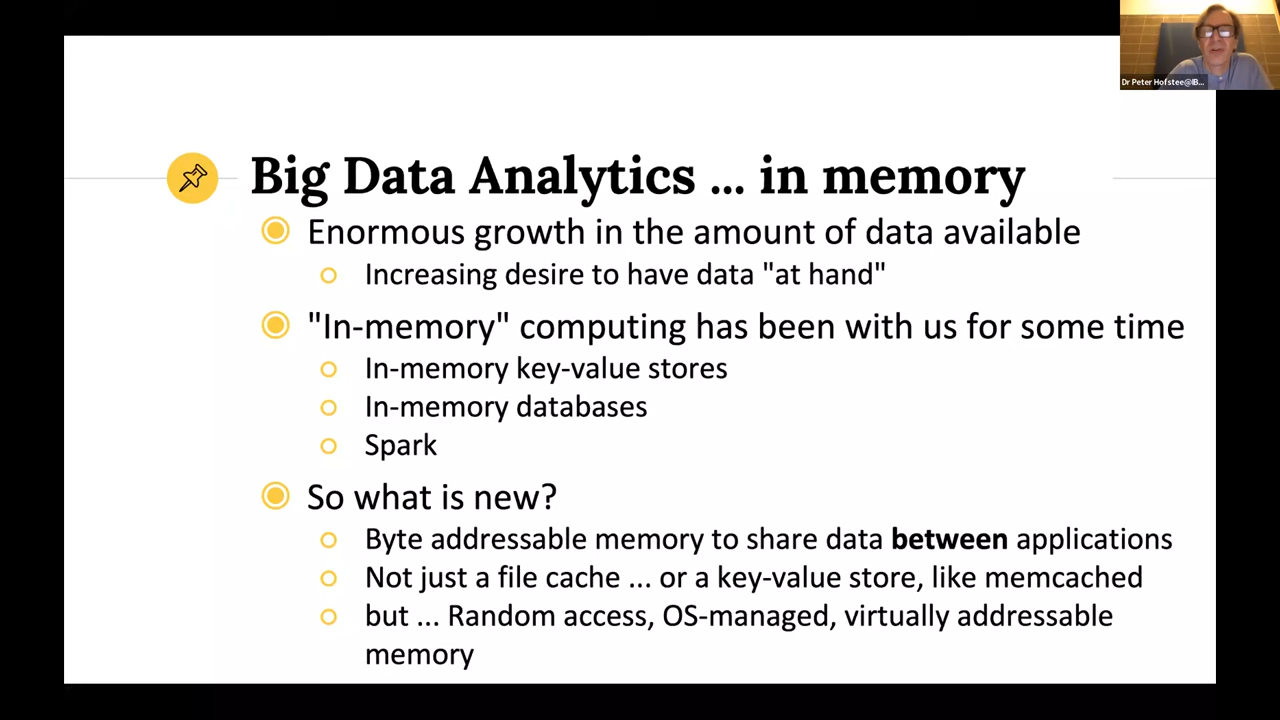 Dr Peter Hofstee@IB...
Big Data Analytics ... in memory
Enormous growth in the amount of data available
Increasing desire to have data "at hand"
"In-memory" computing has been with us for some time
In-memory key-value stores
In-memory databases
Spark
So what is new?
Byte addressable memory to share data between applications
Not just a file cache ... or a key-value store, like memcached
but ... Random access, OS-managed, virtually addressable
memory